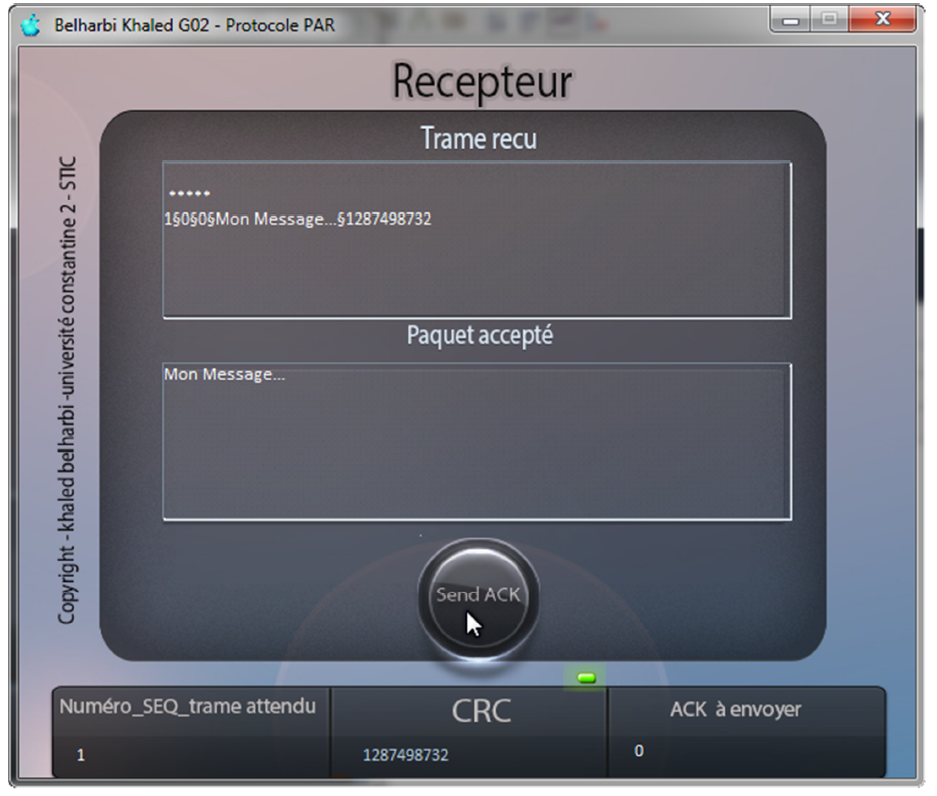 Belharbi Khaled G02 - Protocole PAR
Recepteur
Copyright - khaled belharbi -université constantine 2 - STIC
Trame recu
*****
1§0§0§Mon Message...§1287498732
Paquet accepté
Mon Message...
Send ACK
Numéro_SEQ_trame attendu
1
CRC
1287498732
ACK à envoyer
0